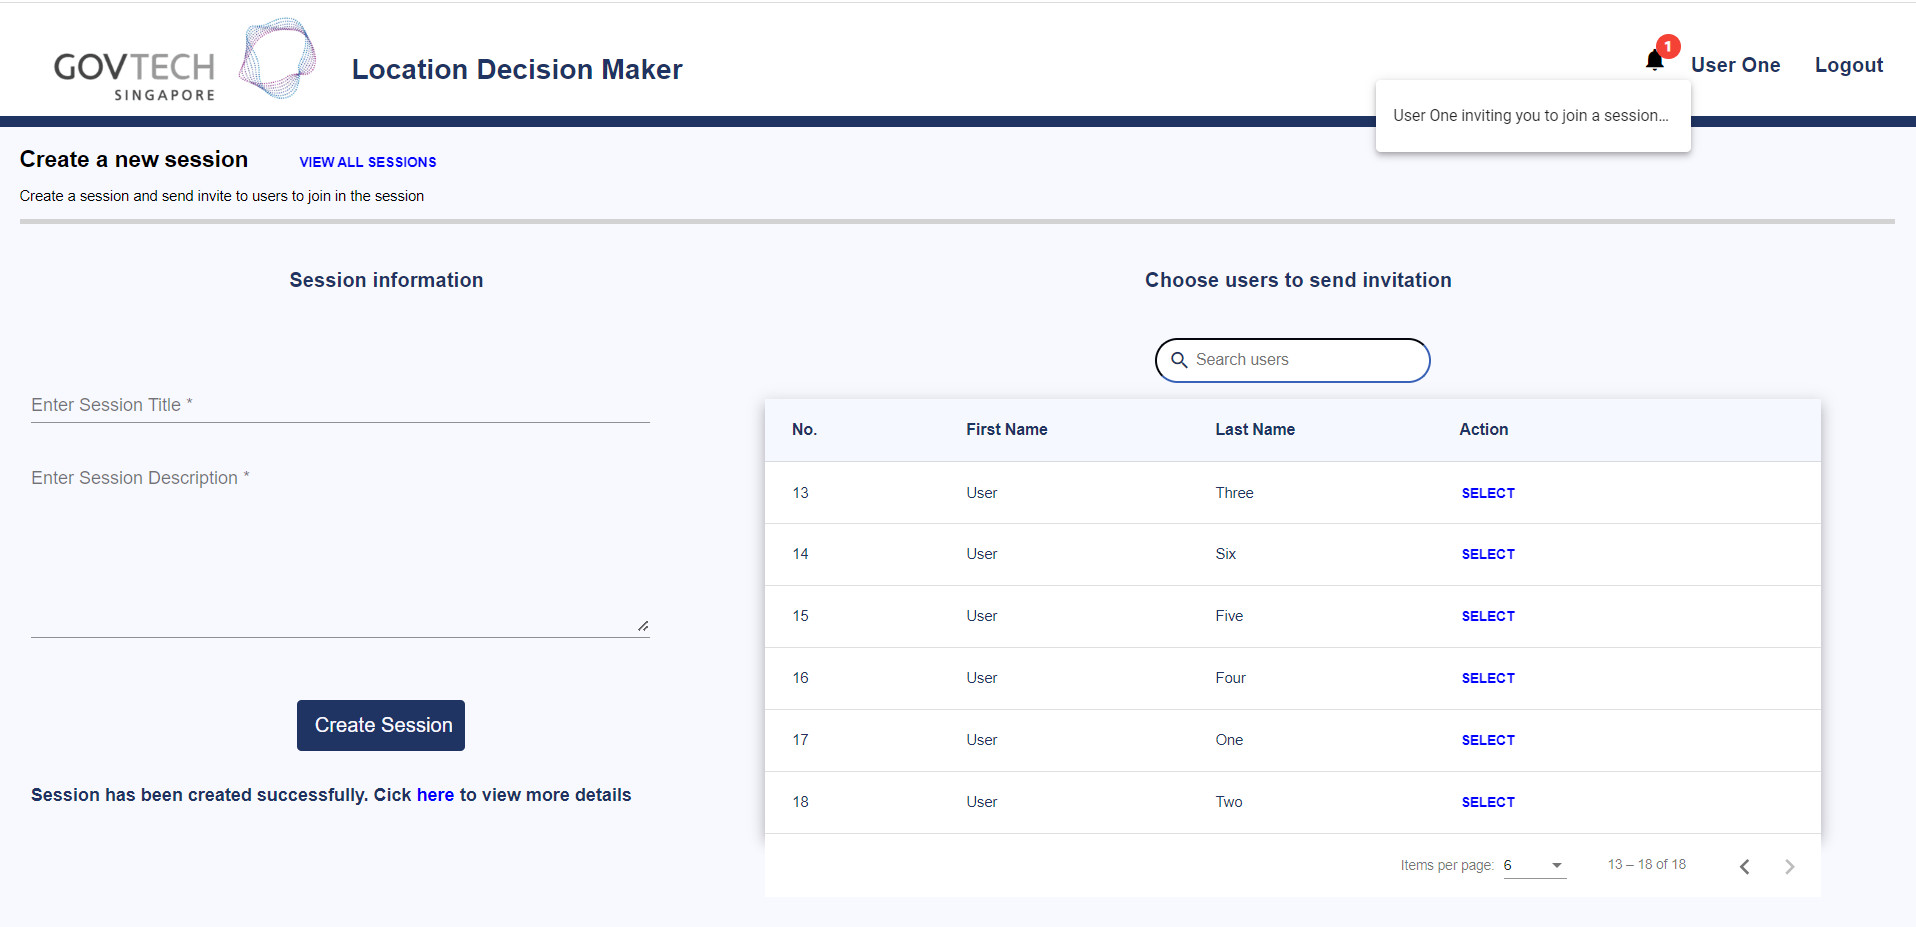 GOVTECH
SINGAPORE
Location Decision Maker
1
User One
Logout
User One inviting you to join a session...
Create a new session
VIEW ALL SESSIONS
Create a session and send invite to users to join in the session
Session information
Enter Session Title *
Enter Session Description *
Create Session
Session has been created successfully. Cick here to view more details
Choose users to send invitation
Search users
No. First Name Last Name Action
13 User Three SELECT
14 User Six SELECT
15 User Five SELECT
16 User Four SELECT
17 User One SELECT
18 User Two SELECT
Items per page: 6 13 – 18 of 18